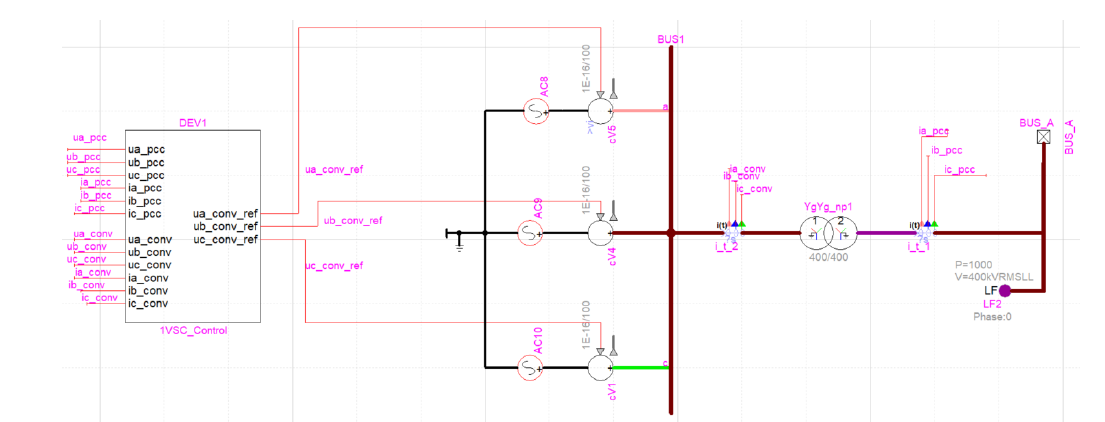 DEV1
ua_pcc
ub_pcc
uc_pcc
ia_pcc
ib_pcc
ic_pcc
ua_conv
ub_conv
uc_conv
ia_conv
ib_conv
ic_conv
ua_pcc
ub_pcc
uc_pcc
ia_pcc
ib_pcc
ic_pcc
ua_conv
ub_conv
uc_conv
ia_conv
ib_conv
ic_conv
ua_conv_ref
ub_conv_ref
uc_conv_ref
1VSC_Control
ua_conv_ref
ub_conv_ref
uc_conv_ref
AC8
1E-16/100
>vi
cV5
AC9
1E-16/100
cV4
AC10
1E-16/100
cV1
BUS1
a
c
ia_conv
ib_conv
ic_conv
i(t)
i_t_2
YgYg_np1
1
2
400/400
ia_pcc
ib_pcc
ic_pcc
i(t)
i_t_1
BUS_A
BUS_A
P=1000
V=400kVRMSLL
LF
LF2
Phase:0